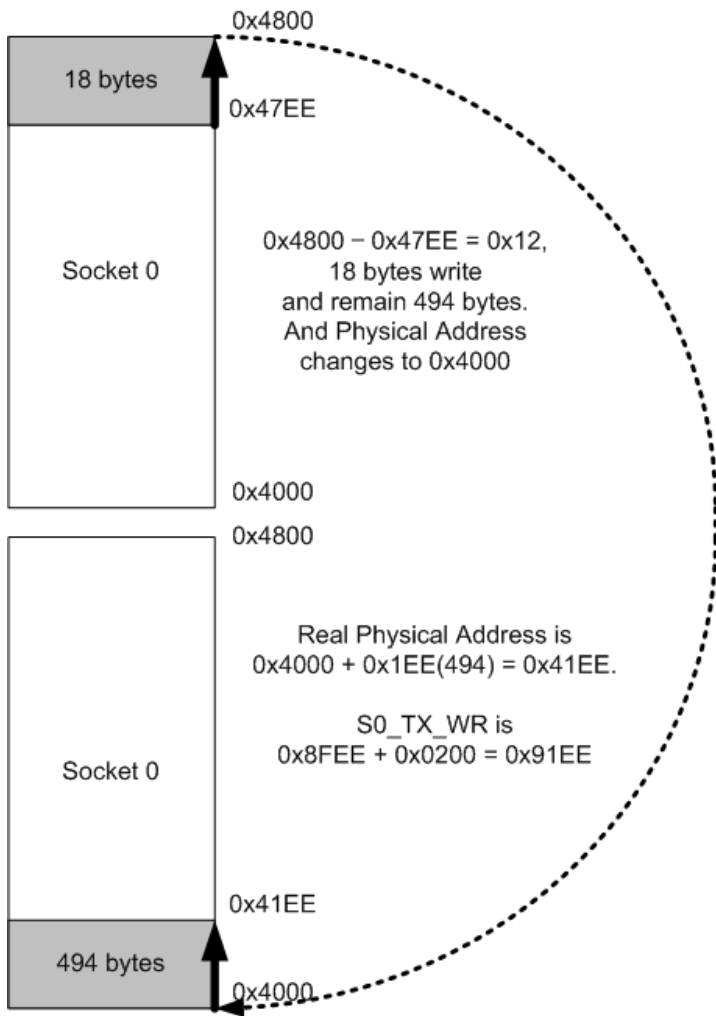 0x4800
18 bytes
0x47EE
Socket 0
0x4800 − 0x47EE = 0x12,
18 bytes write
and remain 494 bytes.
And Physical Address
changes to 0x4000
0x4000
0x4800
Real Physical Address is
0x4000 + 0x1EE(494) = 0x41EE.
S0_TX_WR is
0x8FEE + 0x0200 = 0x91EE
Socket 0
0x41EE
494 bytes
0x4000